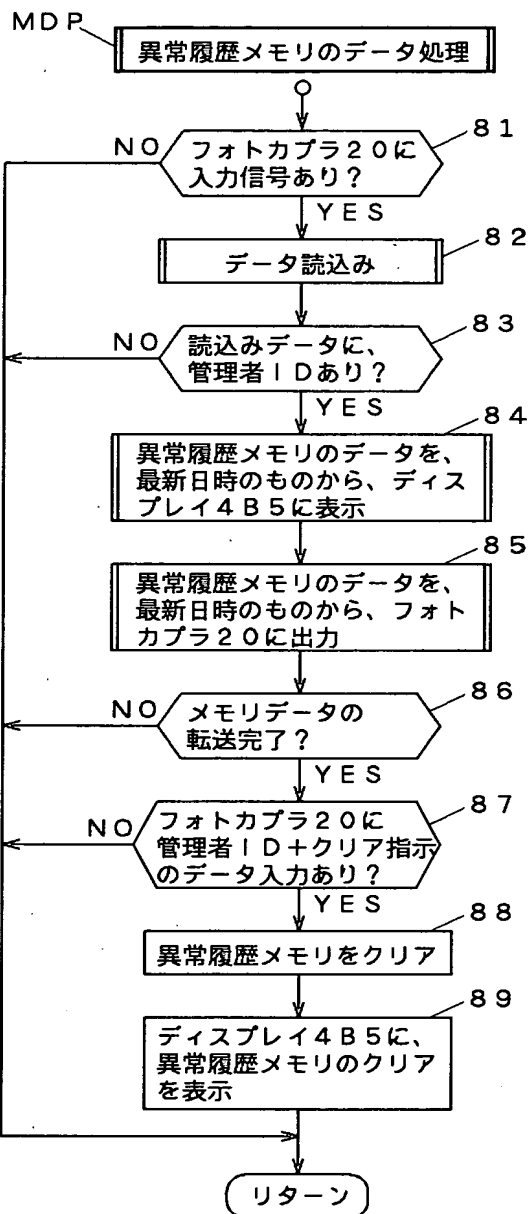 MDP
異常履歴メモリのデータ処理
81
NO
フォトカプラ20に
入力信号あり?
YES
82
データ読込み
83
NO
読込みデータに、
管理者IDあり?
YES
84
異常履歴メモリのデータを、
最新日時のものから、ディス
プレイ4B5に表示
85
異常履歴メモリのデータを、
最新日時のものから、フォト
カプラ20に出力
86
NO
メモリデータの
転送完了?
YES
87
NO
フォトカプラ20に
管理者ID+クリア指示
のデータ入力あり?
YES
88
異常履歴メモリをクリア
89
ディスプレイ4B5に、
異常履歴メモリのクリア
を表示
リターン